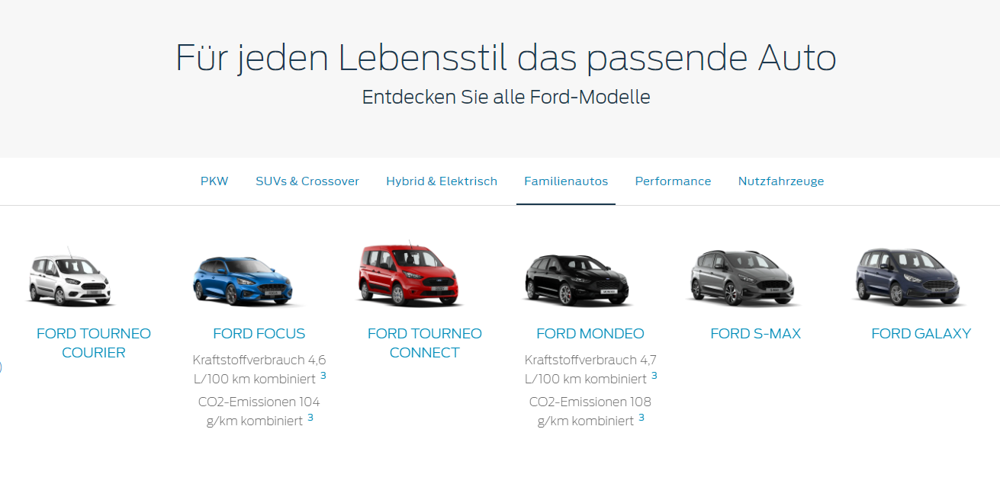 Für jeden Lebensstil das passende Auto
Entdecken Sie alle Ford-Modelle
PKW SUVs & Crossover Hybrid & Elektrisch Familienautos Performance Nutzfahrzeuge
FORD TOURNEO
COURIER
FORD FOCUS
Kraftstoffverbrauch 4,6
L/100 km kombiniert 3
CO2-Emissionen 104
g/km kombiniert 3
FORD TOURNEO
CONNECT
FORD MONDEO
Kraftstoffverbrauch 4,7
L/100 km kombiniert 3
CO2-Emissionen 108
g/km kombiniert 3
FORD S-MAX
FORD GALAXY